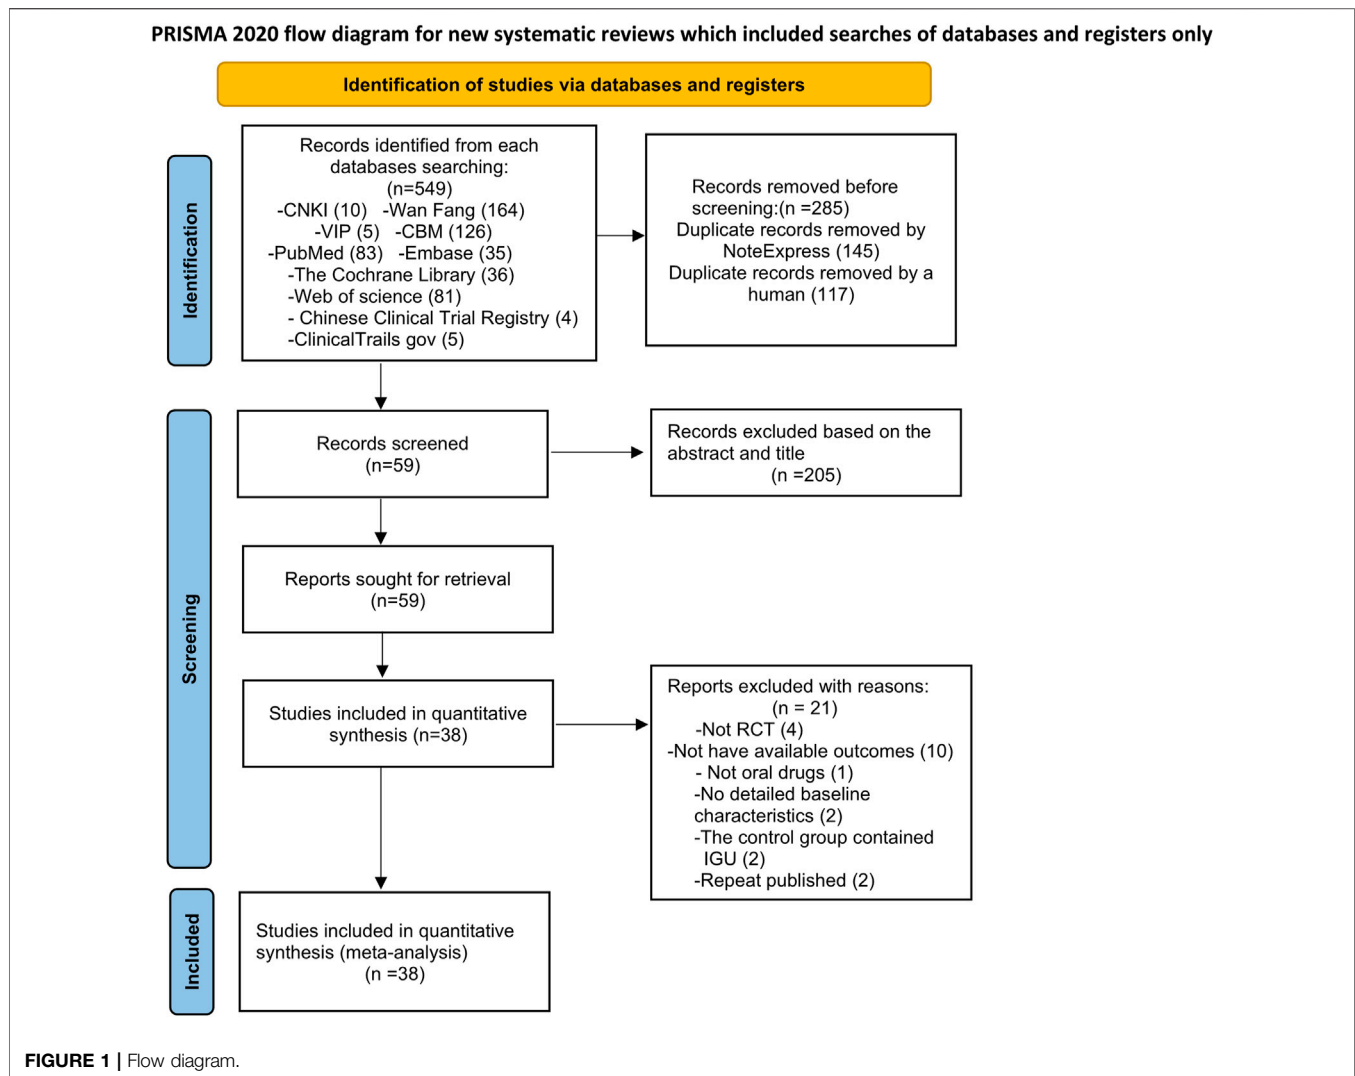 PRISMA 2020 flow diagram for new systematic reviews which included searches of databases and registers only
Identification of studies via databases and registers
Identification
Records identified from each
databases searching:
(n=549)
-CNKI (10) -Wan Fang (164)
-VIP (5) -CBM (126)
-PubMed (83) -Embase (35)
-The Cochrane Library (36)
-Web of science (81)
- Chinese Clinical Trial Registry (4)
-ClinicalTrails gov (5)
Records removed before
screening:(n =285)
Duplicate records removed by
NoteExpress (145)
Duplicate records removed by a
human (117)
Screening
Records screened
(n=59)
Records excluded based on the
abstract and title
(n =205)
Reports sought for retrieval
(n=59)
Studies included in quantitative
synthesis (n=38)
Reports excluded with reasons:
(n = 21)
-Not RCT (4)
-Not have available outcomes (10)
- Not oral drugs (1)
-No detailed baseline
characteristics (2)
-The control group contained
IGU (2)
-Repeat published (2)
Included
Studies included in quantitative
synthesis (meta-analysis)
(n =38)
FIGURE 1 | Flow diagram.